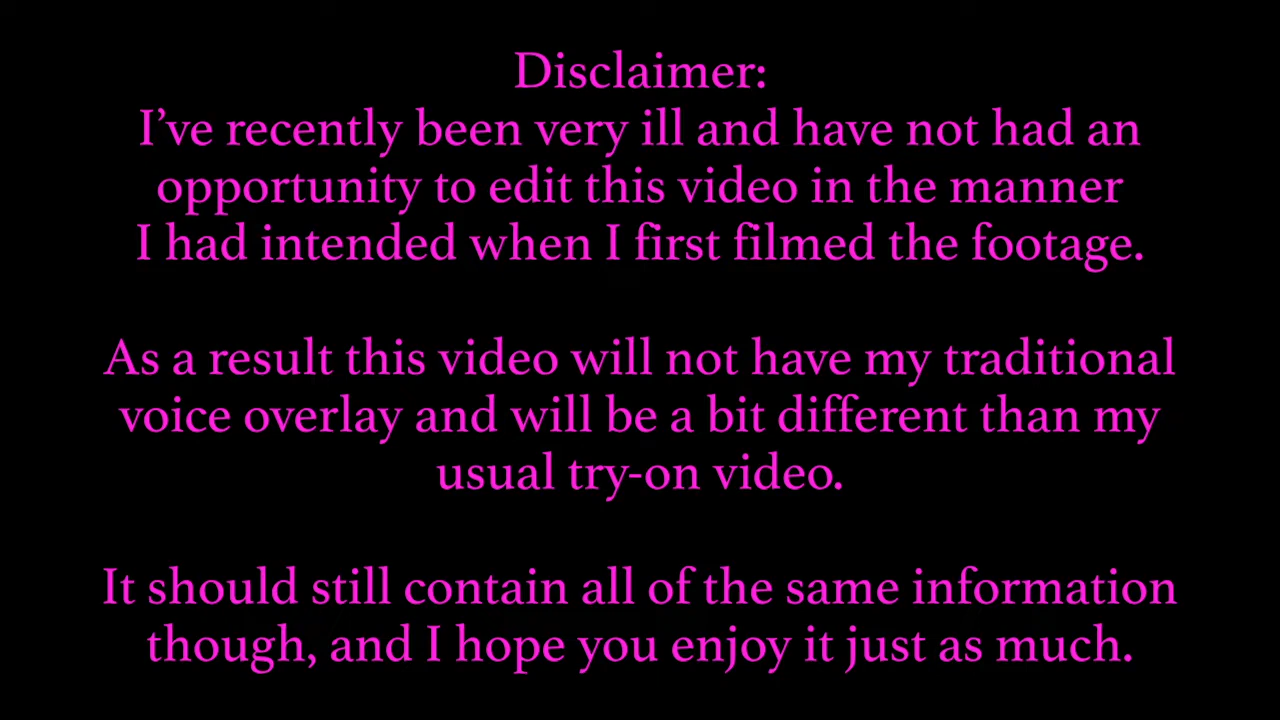 Disclaimer:
I’ve recently been very ill and have not had an
opportunity to edit this video in the manner
I had intended when I first filmed the footage.
As a result this video will not have my traditional
voice overlay and will be a bit different than my
usual try-on video.
It should still contain all of the same information
though, and I hope you enjoy it just as much.